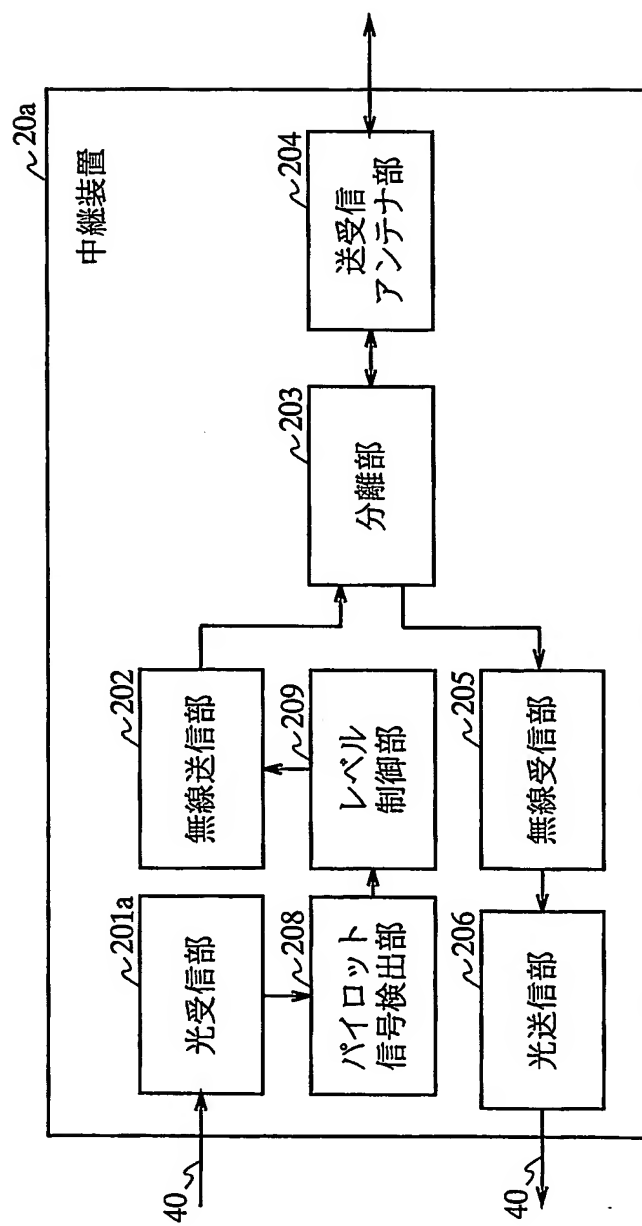 20a
中継装置
201a
光受信部
202
無線送信部
208
パイロット
信号検出部
209
レベル
制御部
203
分離部
204
送受信
アンテナ部
205
無線受信部
206
光送信部
40
40